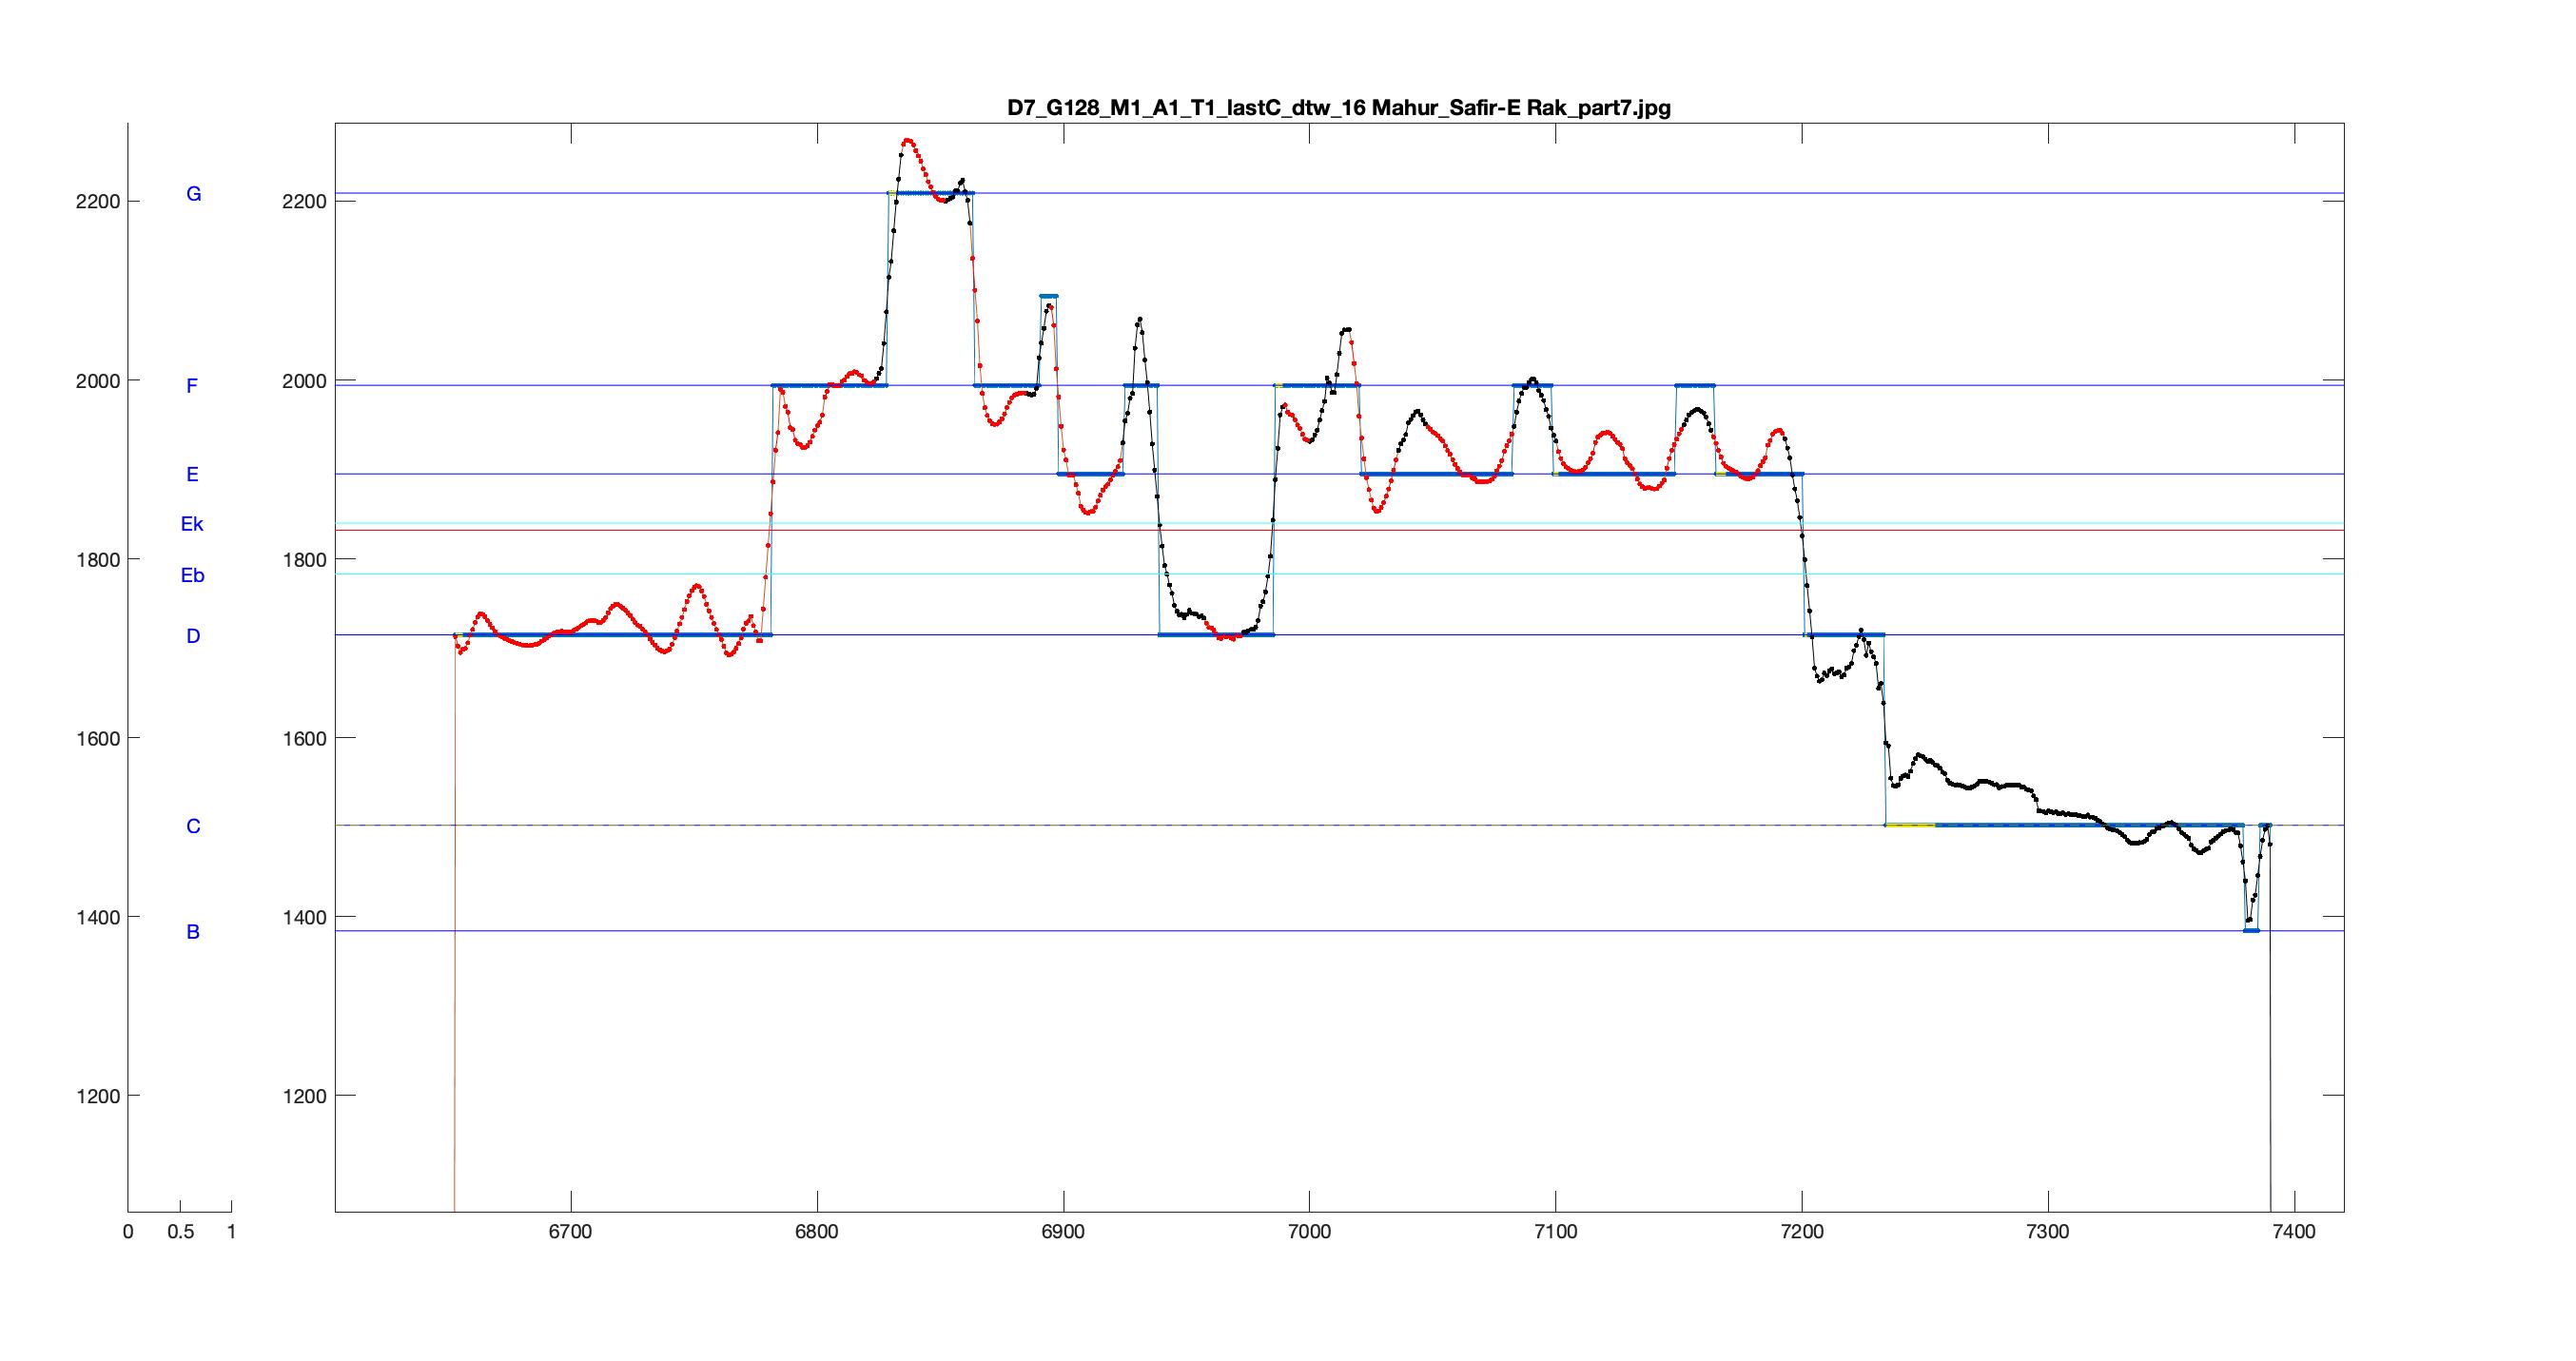 D7_G128_M1_A1_T1_lastC_dtw_16 Mahur_Safir-E Rak_part7.jpg
2200 G 2200
2000 F 2000
E
Ek
1800 1800
Eb
D
1600 1600
C
1400 1400
B
1200 1200
0 0.5 1 6700 6800 6900 7000 7100 7200 7300 7400